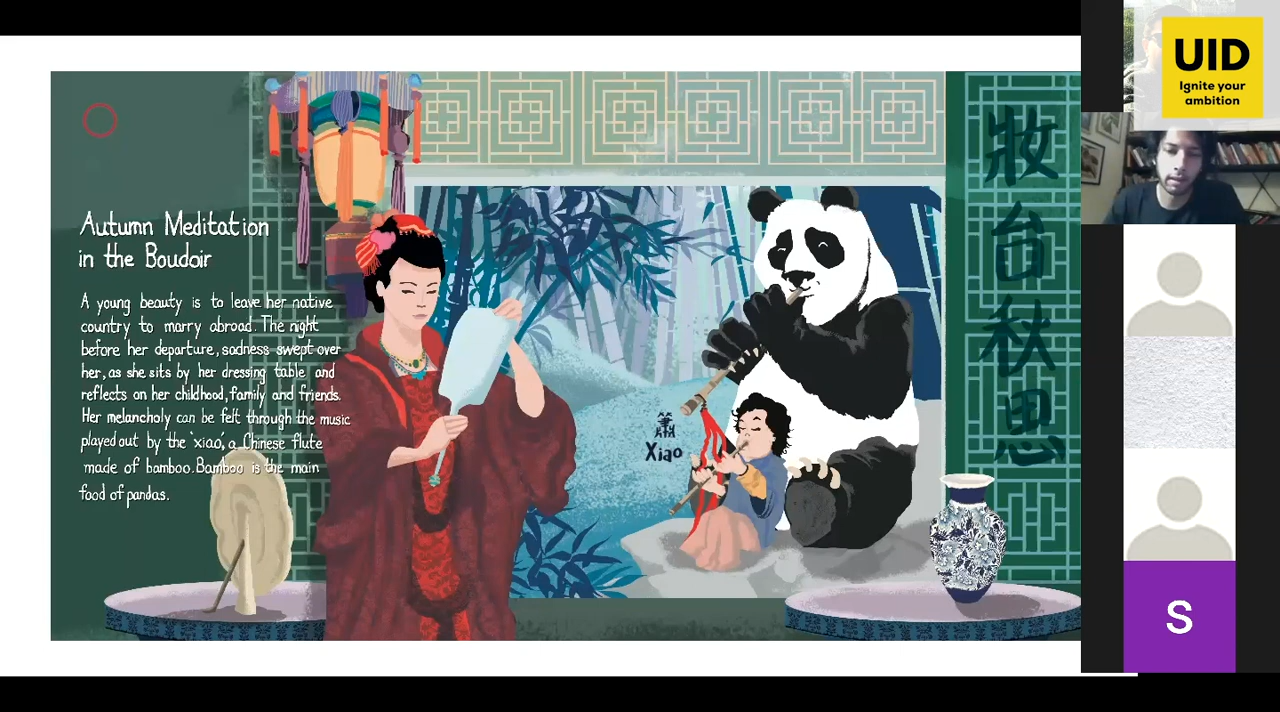 Autumn Meditation
in the Boudoir
A young beauty is to leave her native
country to marry abroad. The night
before her departure, sadness swept over
her, as she sits by her dressing table and
reflects on her childhood, family and friends.
Her melancholy can be felt through the music
played out by the 'xiao', a Chinese flute
made of bamboo. Bamboo is the main
food of pandas.
簫
Xiao
妝
台
秋
思
UID
Ignite your
ambition
S